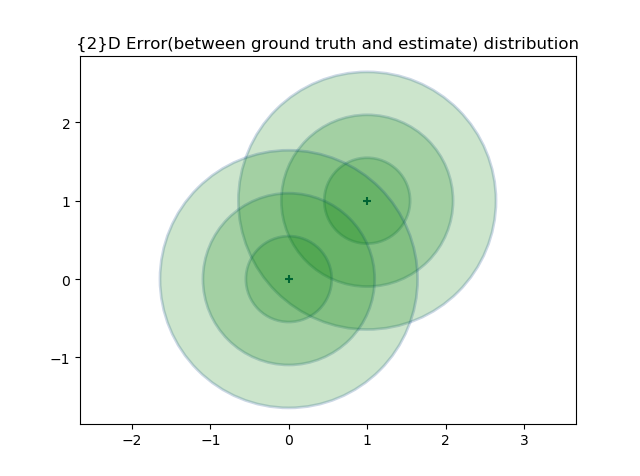 {2}D Error(between ground truth and estimate) distribution
2
1
0
−1
−2 −1 0 1 2 3